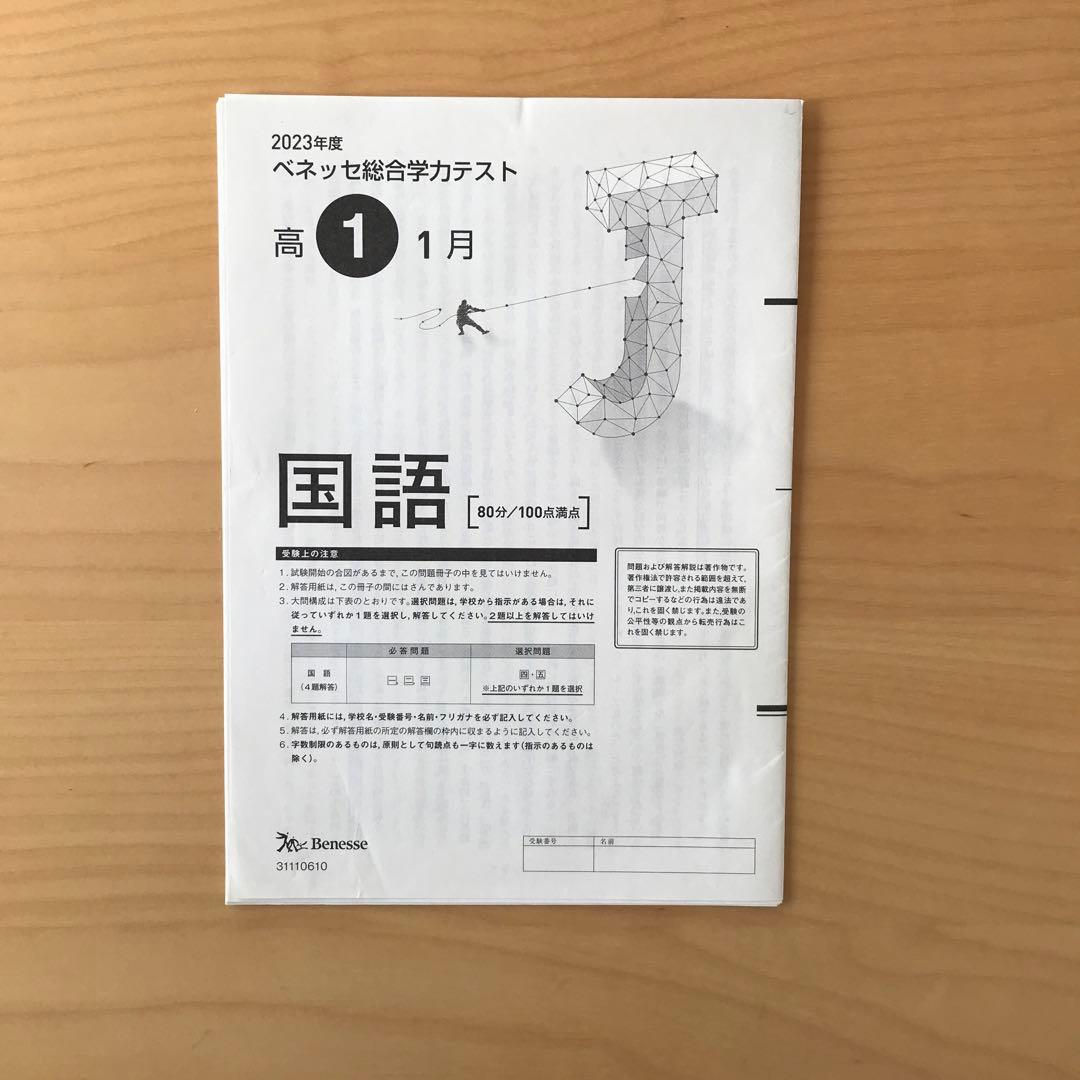 2023年度
ベネッセ総合学力テスト
高 1 1月
国語 [80分/100点満点]
受験上の注意
1. 試験開始の合図があるまで，この問題冊子の中を見てはいけません。
2. 解答用紙は，この冊子の間にはさんであります。
3. 大問構成は下表のとおりです。選択問題は，学校から指示がある場合は，それに
従っていずれか1題を選択し，解答してください。2題以上を解答してはいけ
ません。
必答問題 選択問題
国語
(4題解答)
一，二，三
四・五
※上記のいずれか1題を選択
4. 解答用紙には，学校名・受験番号・名前・フリガナを必ず記入してください。
5. 解答は，必ず解答用紙の所定の解答欄の枠内に収まるように記入してください。
6. 字数制限のあるものは，原則として句読点も一字に数えます（指示のあるものは
除く）。
問題および解答解説は著作物です。
著作権法で許容される範囲を超えて，
第三者に譲渡し，また掲載内容を無断
でコピーするなどの行為は違法であ
り，これを固く禁じます。また，受験の
公平性等の観点から転売行為はこ
れを固く禁じます。
Benesse
31110610
受験番号 名前